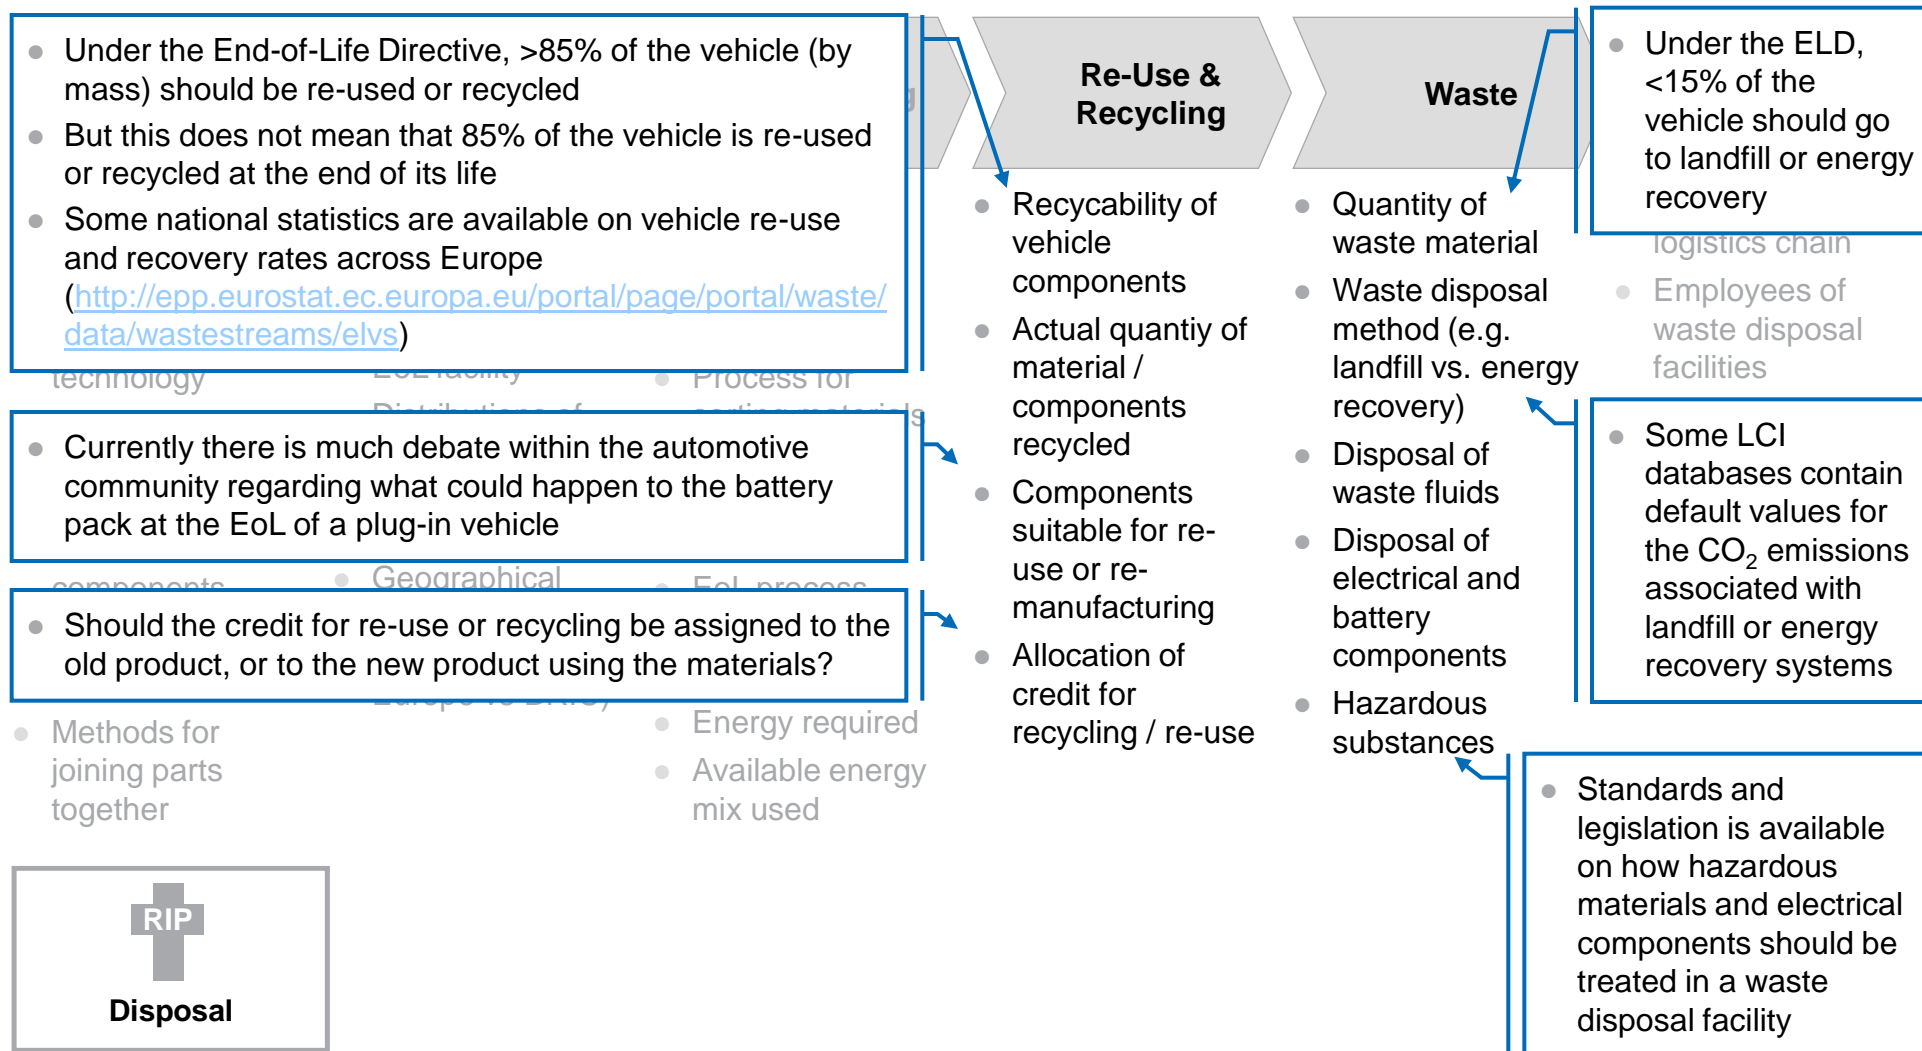 ● Under the End-of-Life Directive, >85% of the vehicle (by
mass) should be re-used or recycled
● But this does not mean that 85% of the vehicle is re-used
or recycled at the end of its life
● Some national statistics are available on vehicle re-use
and recovery rates across Europe
(http://epp.eurostat.ec.europa.eu/portal/page/portal/waste/
data/wastestreams/elvs)
technology
EoL facility
● Process for
Distributions of
sorting materials
● Currently there is much debate within the automotive
community regarding what could happen to the battery
pack at the EoL of a plug-in vehicle
components
● Geographical
● EoL process
● Should the credit for re-use or recycling be assigned to the
old product, or to the new product using the materials?
Europe vs BRIC)
● Methods for
joining parts
together
● Energy required
● Available energy
mix used
Re-Use &
Recycling
● Recycability of
vehicle
components
● Actual quantiy of
material /
components
recycled
● Components
suitable for re-
use or re-
manufacturing
● Allocation of
credit for
recycling / re-use
Waste
● Quantity of
waste material
● Waste disposal
method (e.g.
landfill vs. energy
recovery)
● Disposal of
waste fluids
● Disposal of
electrical and
battery
components
● Hazardous
substances
● Under the ELD,
<15% of the
vehicle should go
to landfill or energy
recovery
logistics chain
● Employees of
waste disposal
facilities
● Some LCI
databases contain
default values for
the CO₂ emissions
associated with
landfill or energy
recovery systems
● Standards and
legislation is available
on how hazardous
materials and electrical
components should be
treated in a waste
disposal facility
RIP
Disposal